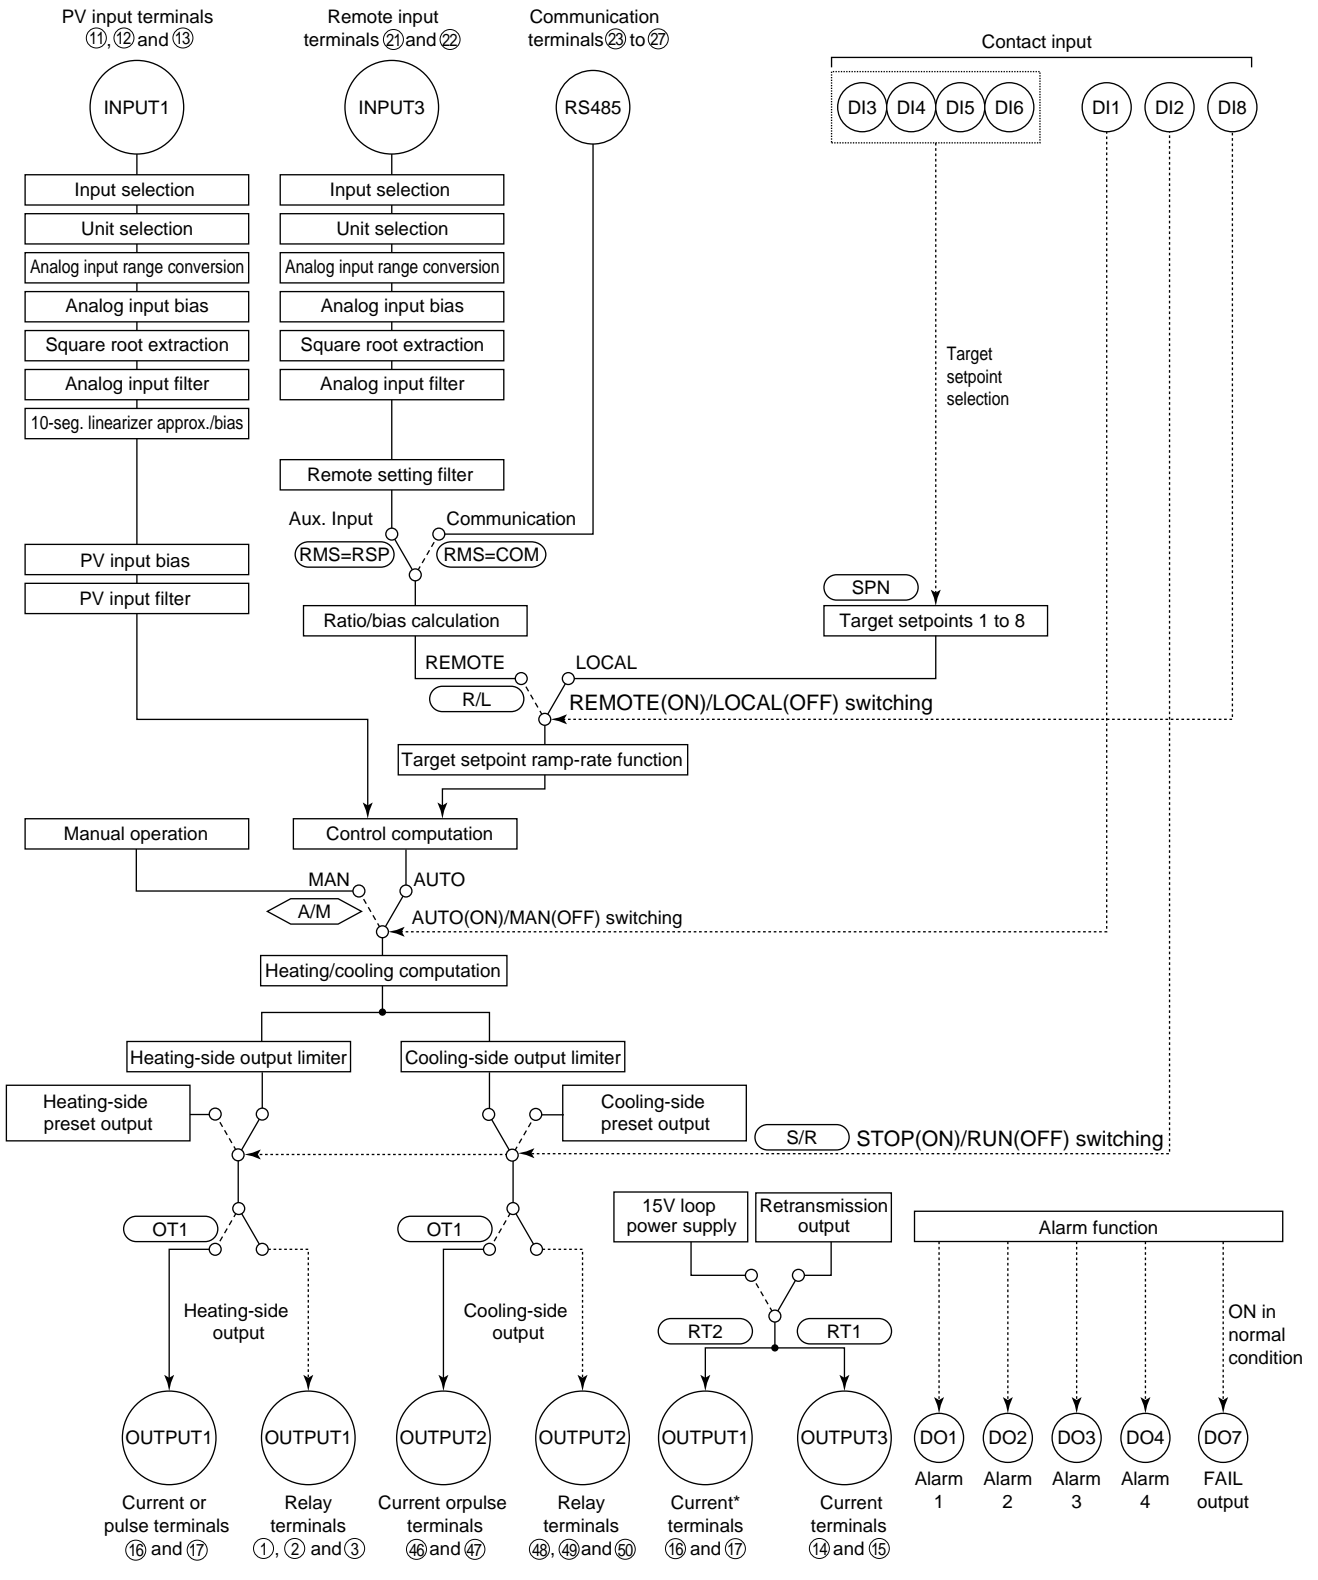 PV input terminals
⑪, ⑫ and ⑬
Remote input
terminals ㉑ and ㉒
Communication
terminals ㉓ to ㉗
Contact input
INPUT1
INPUT3
RS485
DI3
DI4
DI5
DI6
DI1
DI2
DI8
Input selection
Unit selection
Analog input range conversion
Analog input bias
Square root extraction
Analog input filter
10-seg. linearizer approx./bias
Input selection
Unit selection
Analog input range conversion
Analog input bias
Square root extraction
Analog input filter
Target
setpoint
selection
Remote setting filter
Aux. Input
Communication
RMS=RSP
RMS=COM
PV input bias
PV input filter
SPN
Ratio/bias calculation
Target setpoints 1 to 8
REMOTE
LOCAL
R/L
REMOTE(ON)/LOCAL(OFF) switching
Target setpoint ramp-rate function
Manual operation
Control computation
MAN
AUTO
A/M
AUTO(ON)/MAN(OFF) switching
Heating/cooling computation
Heating-side output limiter
Cooling-side output limiter
Heating-side
preset output
Cooling-side
preset output
S/R
STOP(ON)/RUN(OFF) switching
OT1
OT1
15V loop
power supply
Retransmission
output
Alarm function
Heating-side
output
Cooling-side
output
RT2
RT1
ON in
normal
condition
OUTPUT1
OUTPUT1
OUTPUT2
OUTPUT2
OUTPUT1
OUTPUT3
DO1
DO2
DO3
DO4
DO7
Current or
pulse terminals
⑯ and ⑰
Relay
terminals
①, ② and ③
Current orpulse
terminals
㊻ and ㊼
Relay
terminals
㊽, ㊾ and ㊿
Current*
terminals
⑯ and ⑰
Current
terminals
⑭ and ⑮
Alarm
1
Alarm
2
Alarm
3
Alarm
4
FAIL
output